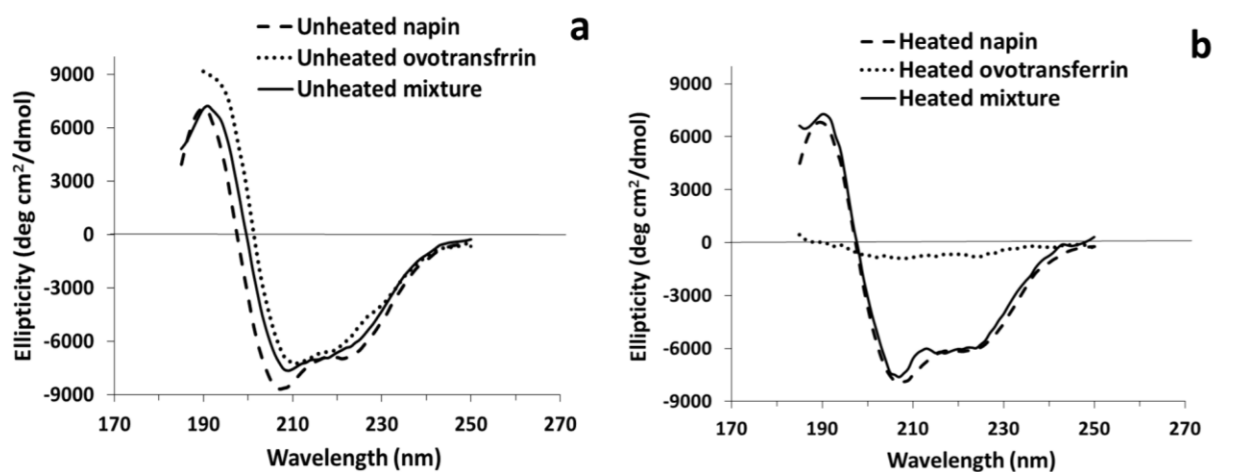 a
Unheated napin
Unheated ovotransfrrin
Unheated mixture
Ellipticity (deg cm²/dmol)
9000
6000
3000
0
-3000
-6000
-9000
170 190 210 230 250 270
Wavelength (nm)
b
Heated napin
Heated ovotransferrin
Heated mixture
Ellipticity (deg cm²/dmol)
9000
6000
3000
0
-3000
-6000
-9000
170 190 210 230 250 270
Wavelength (nm)